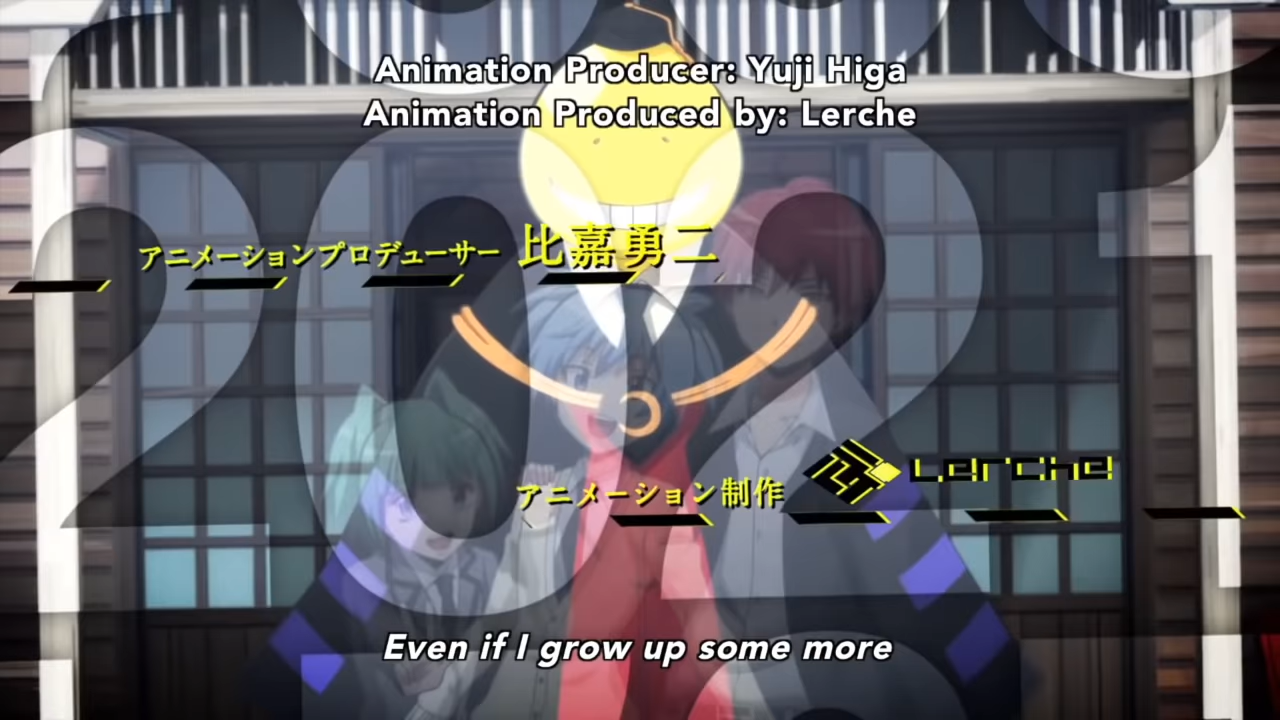 Animation Producer: Yuji Higa
Animation Produced by: Lerche
アニメーションプロデューサー 比嘉勇二
アニメーション制作 Lerche
Even if I grow up some more